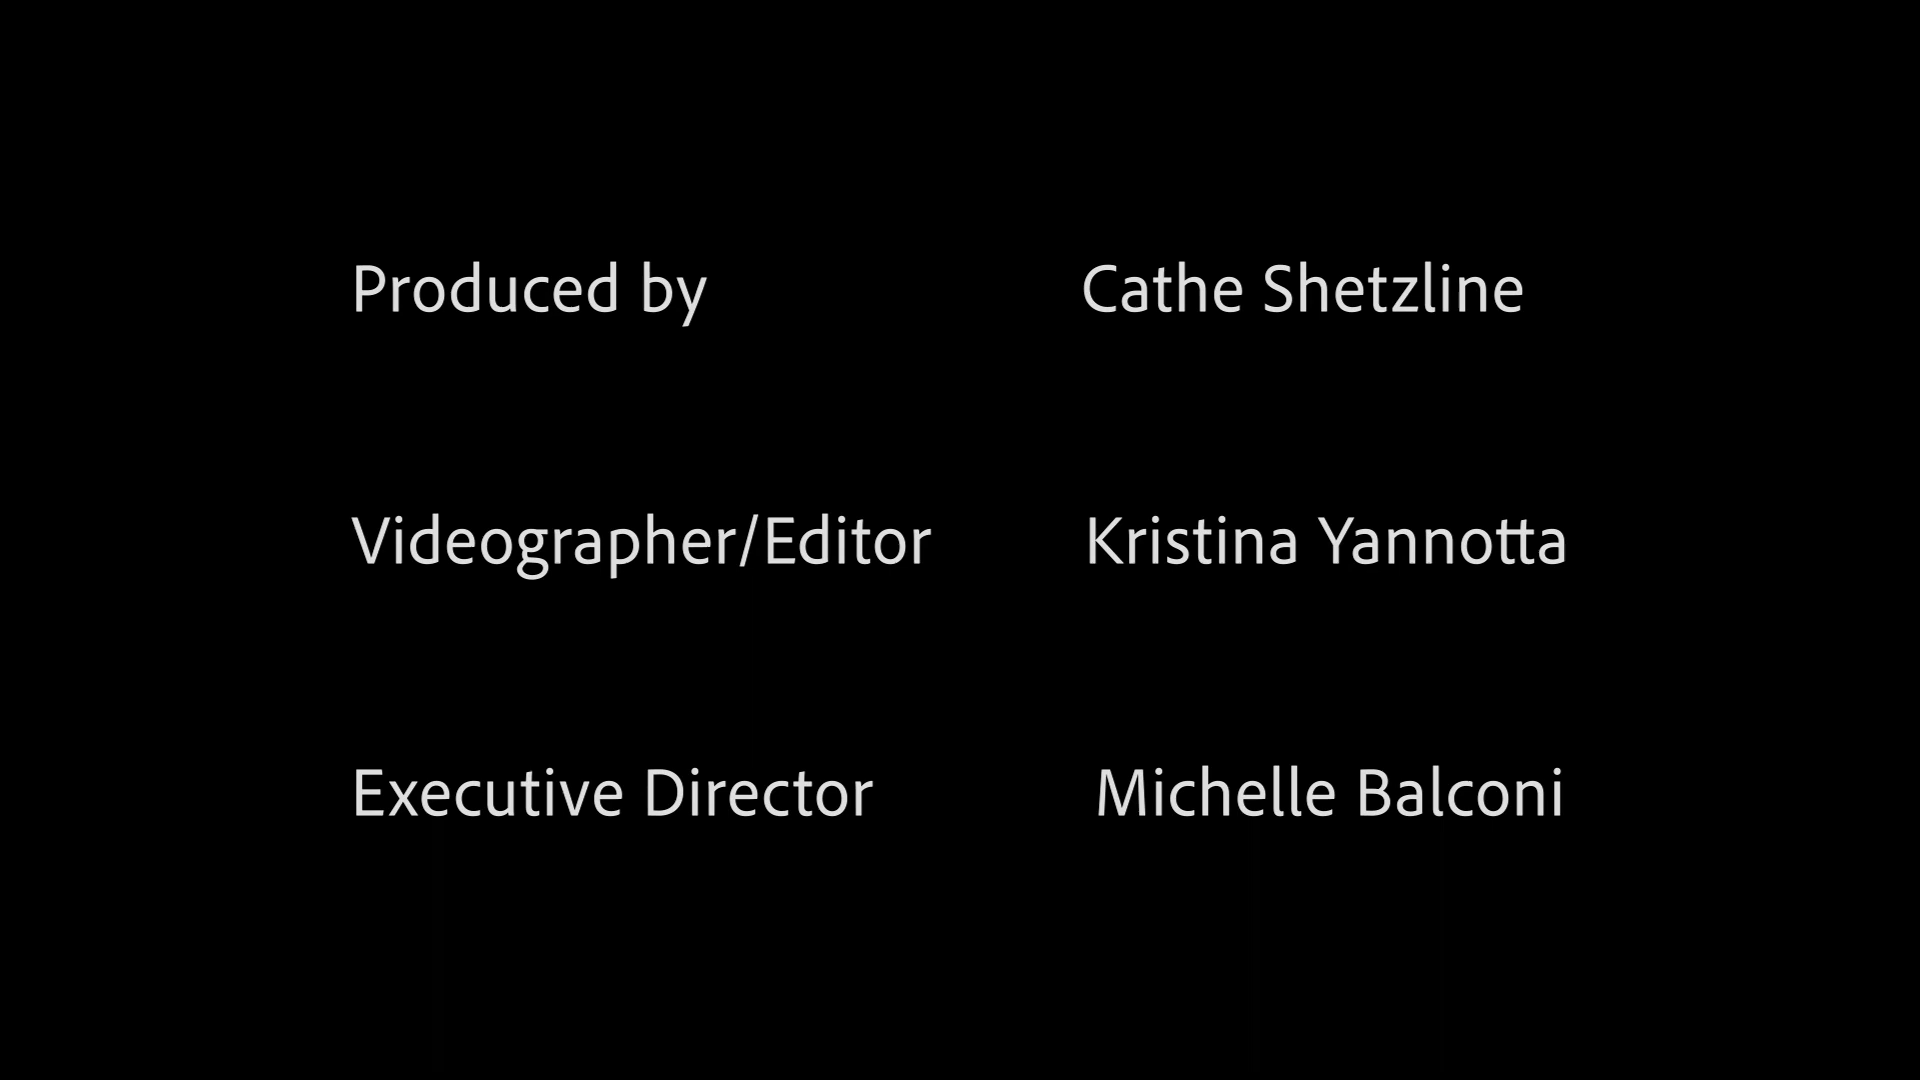 Produced by Cathe Shetzline
Videographer/Editor Kristina Yannotta
Executive Director Michelle Balconi